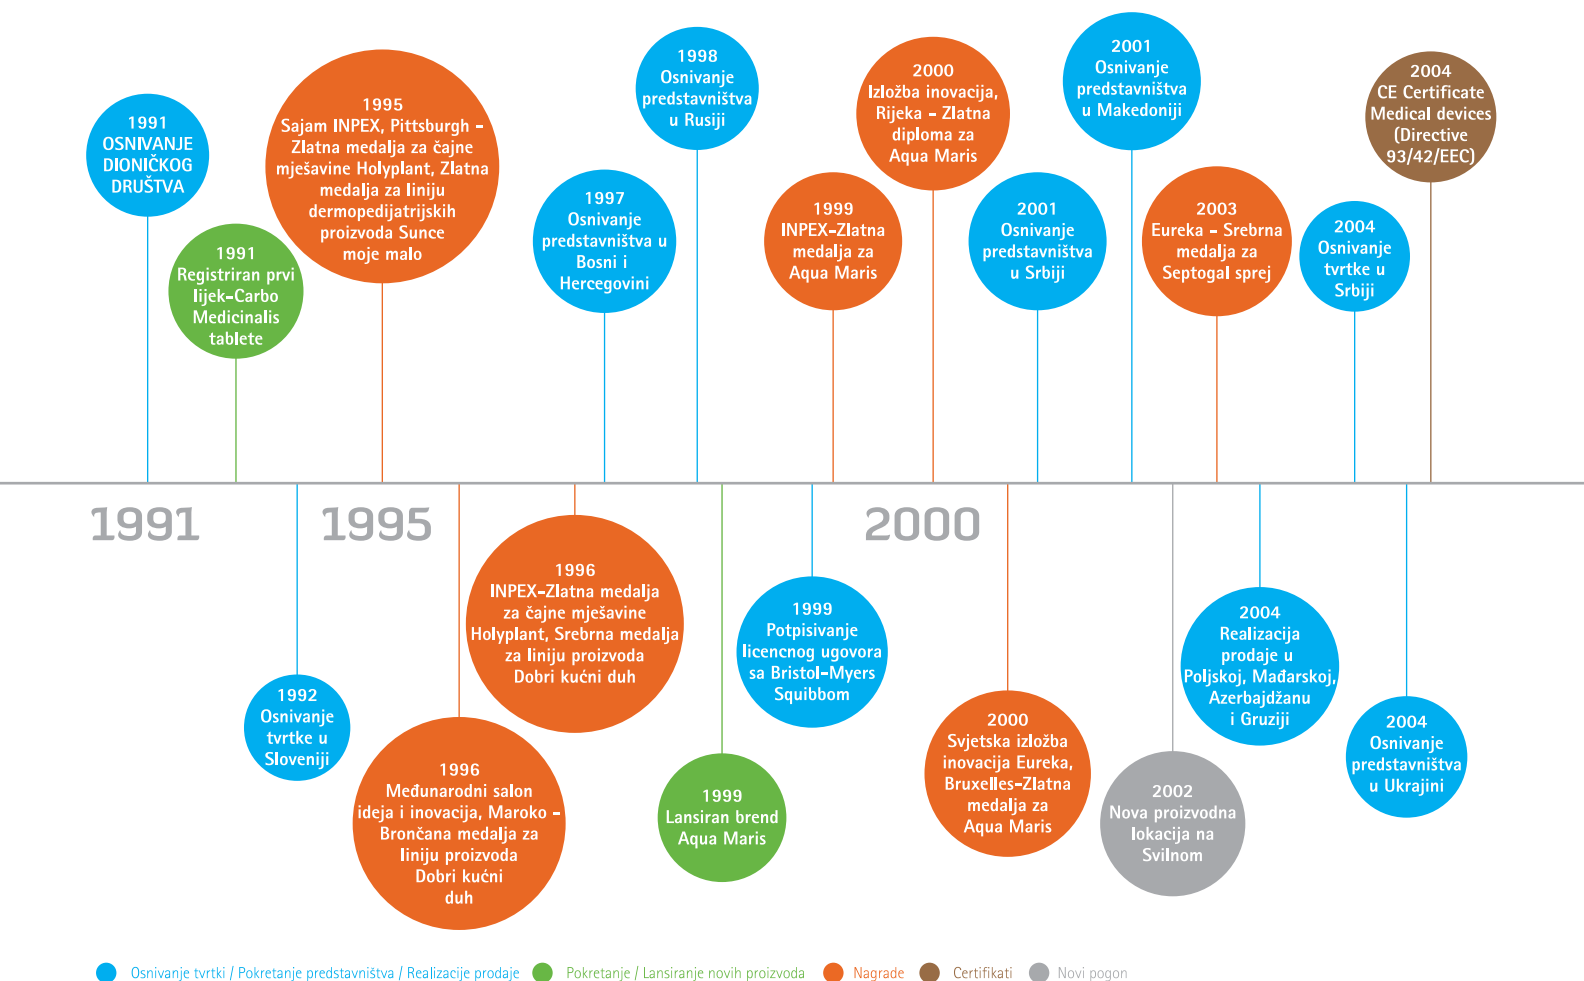 1991
OSNIVANJE
DIONIČKOG
DRUŠTVA
1991
Registriran prvi
lijek-Carbo
Medicinalis
tablete
1995
Sajam INPEX, Pittsburgh -
Zlatna medalja za čajne
mješavine Holyplant, Zlatna
medalja za liniju
dermopedijatrijskih
proizvoda Sunce
moje malo
1997
Osnivanje
predstavništva u
Bosni i
Hercegovini
1998
Osnivanje
predstavništva
u Rusiji
1999
INPEX-Zlatna
medalja za
Aqua Maris
2000
Izložba inovacija,
Rijeka - Zlatna
diploma za
Aqua Maris
2001
Osnivanje
predstavništva
u Srbiji
2001
Osnivanje
predstavništva
u Makedoniji
2003
Eureka - Srebrna
medalja za
Septogal sprej
2004
Osnivanje
tvrtke u
Srbiji
2004
CE Certificate
Medical devices
(Directive
93/42/EEC)
1991
1995
2000
1992
Osnivanje
tvrtke u
Sloveniji
1996
Međunarodni salon
ideja i inovacija, Maroko -
Brončana medalja za
liniju proizvoda
Dobri kućni
duh
1996
INPEX-Zlatna medalja
za čajne mješavine
Holyplant, Srebrna medalja
za liniju proizvoda
Dobri kućni duh
1999
Lansiran brend
Aqua Maris
1999
Potpisivanje
licencnog ugovora
sa Bristol-Myers
Squibbom
2000
Svjetska izložba
inovacija Eureka,
Bruxelles-Zlatna
medalja za
Aqua Maris
2002
Nova proizvodna
lokacija na
Svilnom
2004
Realizacija
prodaje u
Poljskoj, Mađarskoj,
Azerbajdžanu
i Gruziji
2004
Osnivanje
predstavništva
u Ukrajini
Osnivanje tvrtki / Pokretanje predstavništva / Realizacije prodaje
Pokretanje / Lansiranje novih proizvoda
Nagrade
Certifikati
Novi pogon